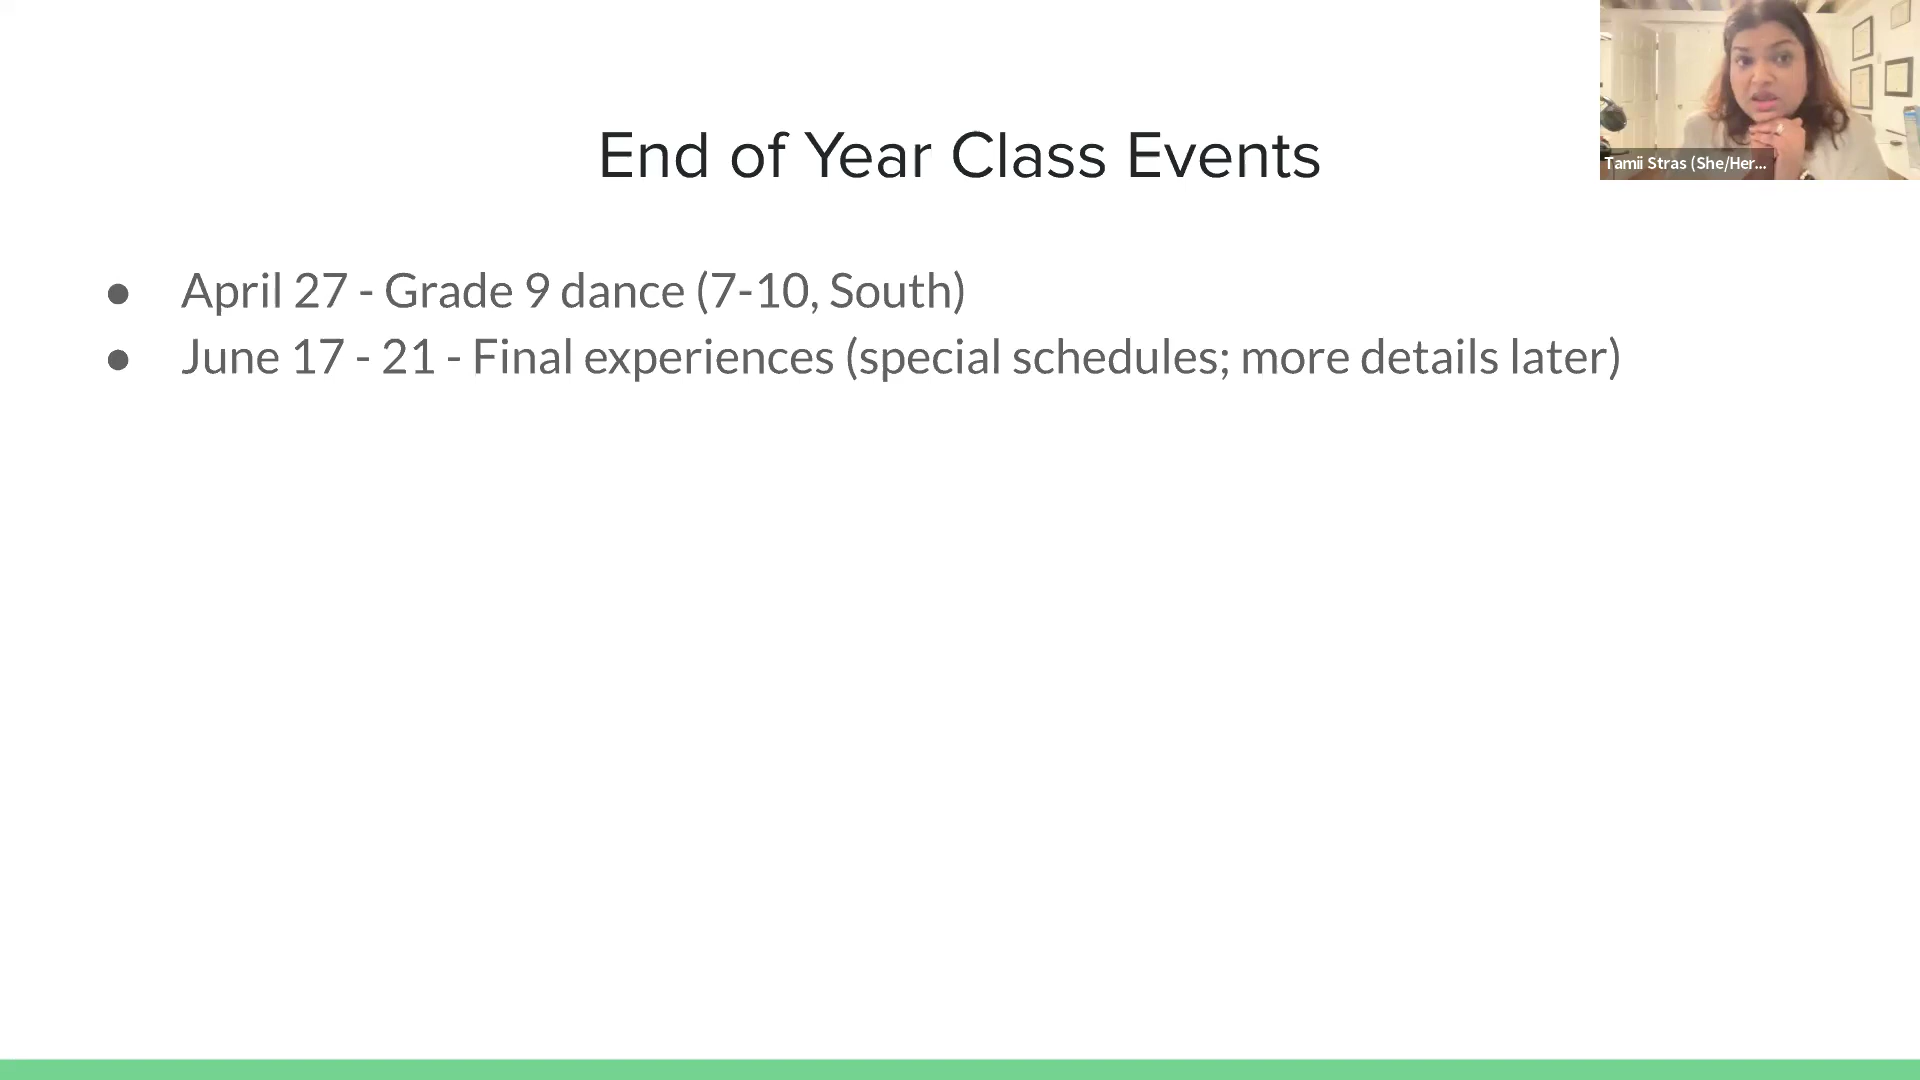 End of Year Class Events
Tamii Stras (She/Her...
● April 27 - Grade 9 dance (7-10, South)
● June 17 - 21 - Final experiences (special schedules; more details later)